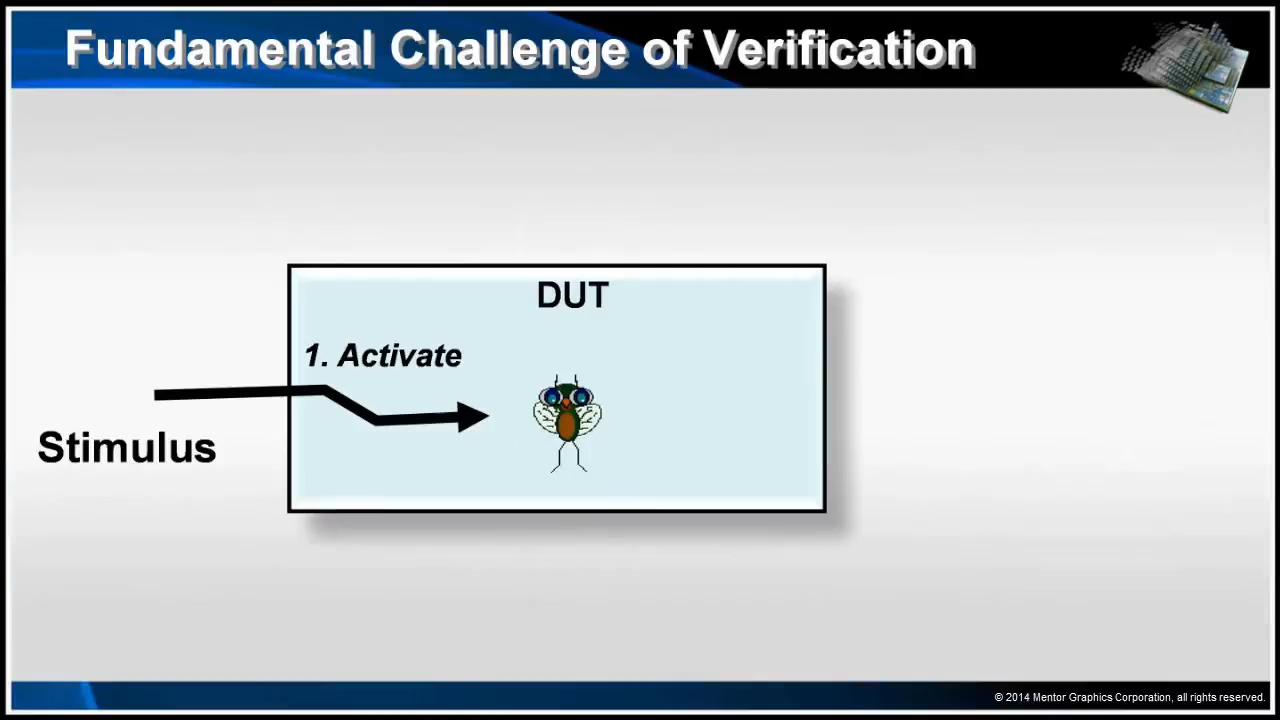 Fundamental Challenge of Verification
DUT
1. Activate
Stimulus
© 2014 Mentor Graphics Corporation, all rights reserved.